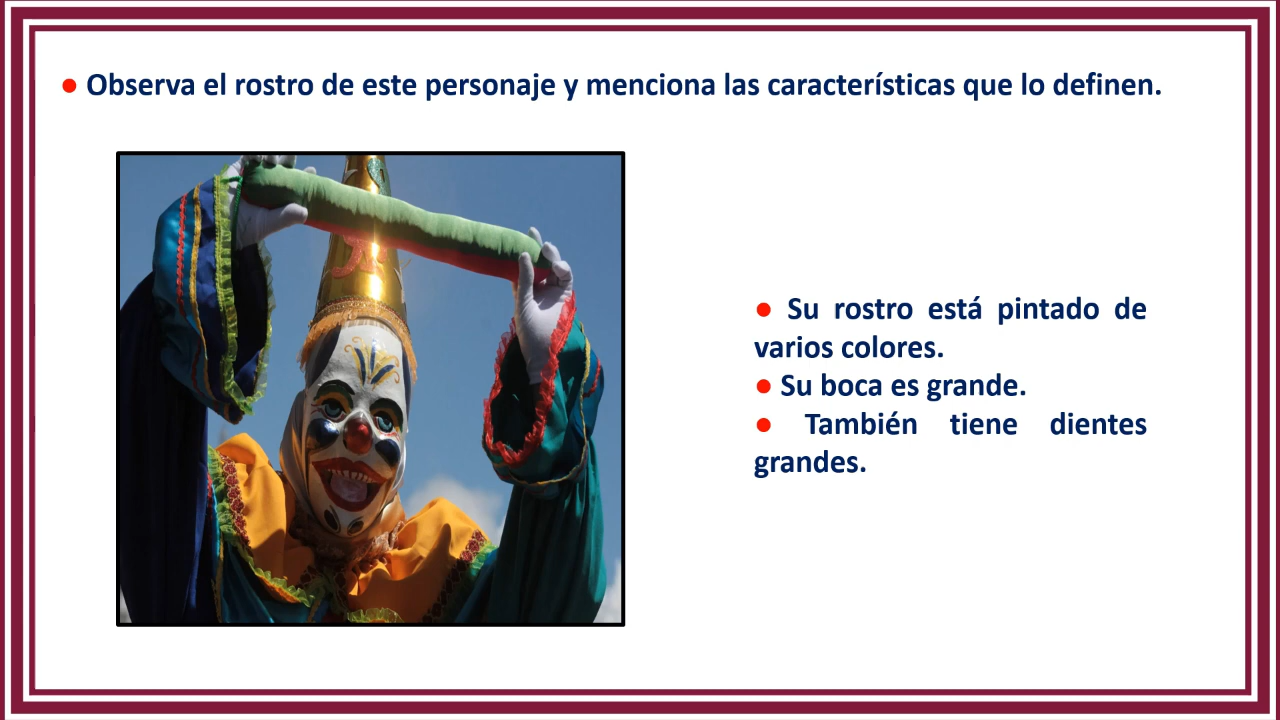 ● Observa el rostro de este personaje y menciona las características que lo definen.
● Su rostro está pintado de
varios colores.
● Su boca es grande.
● También tiene dientes
grandes.